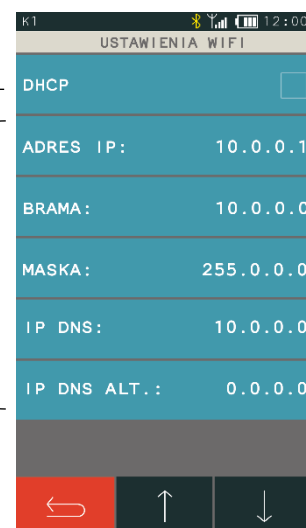 K1 12:00
USTAWIENIA WIFI
DHCP
ADRES IP: 10.0.0.1
BRAMA: 10.0.0.0
MASKA: 255.0.0.0
IP DNS: 10.0.0.0
IP DNS ALT.: 0.0.0.0